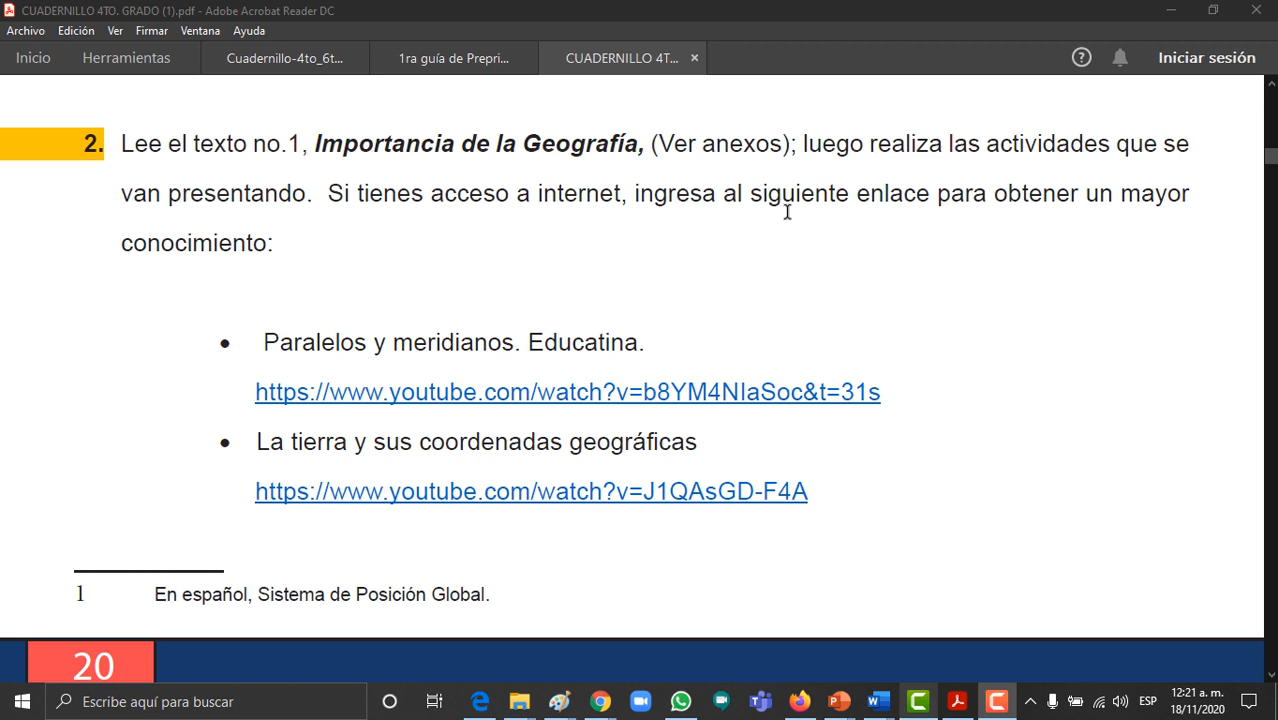 CUADERNILLO 4TO. GRADO (1).pdf - Adobe Acrobat Reader DC
Archivo Edición Ver Firmar Ventana Ayuda
Inicio Herramientas Cuadernillo-4to_6t... 1ra guía de Prepri... CUADERNILLO 4T... × Iniciar sesión
2. Lee el texto no.1, Importancia de la Geografía, (Ver anexos); luego realiza las actividades que se
van presentando. Si tienes acceso a internet, ingresa al siguiente enlace para obtener un mayor
conocimiento:
• Paralelos y meridianos. Educatina.
https://www.youtube.com/watch?v=b8YM4NIaSoc&t=31s
• La tierra y sus coordenadas geográficas
https://www.youtube.com/watch?v=J1QAsGD-F4A
1 En español, Sistema de Posición Global.
20
Escribe aquí para buscar
ESP
12:21 a. m.
18/11/2020